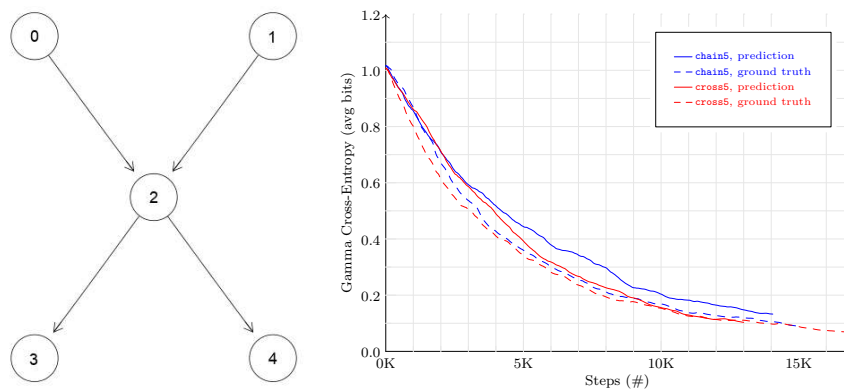 0
1
2
3
4
1.2
1.0
0.8
0.6
0.4
0.2
0.0
Gamma Cross-Entropy (avg bits)
chain5, prediction
chain5, ground truth
cross5, prediction
cross5, ground truth
0K
5K
10K
15K
Steps (#)